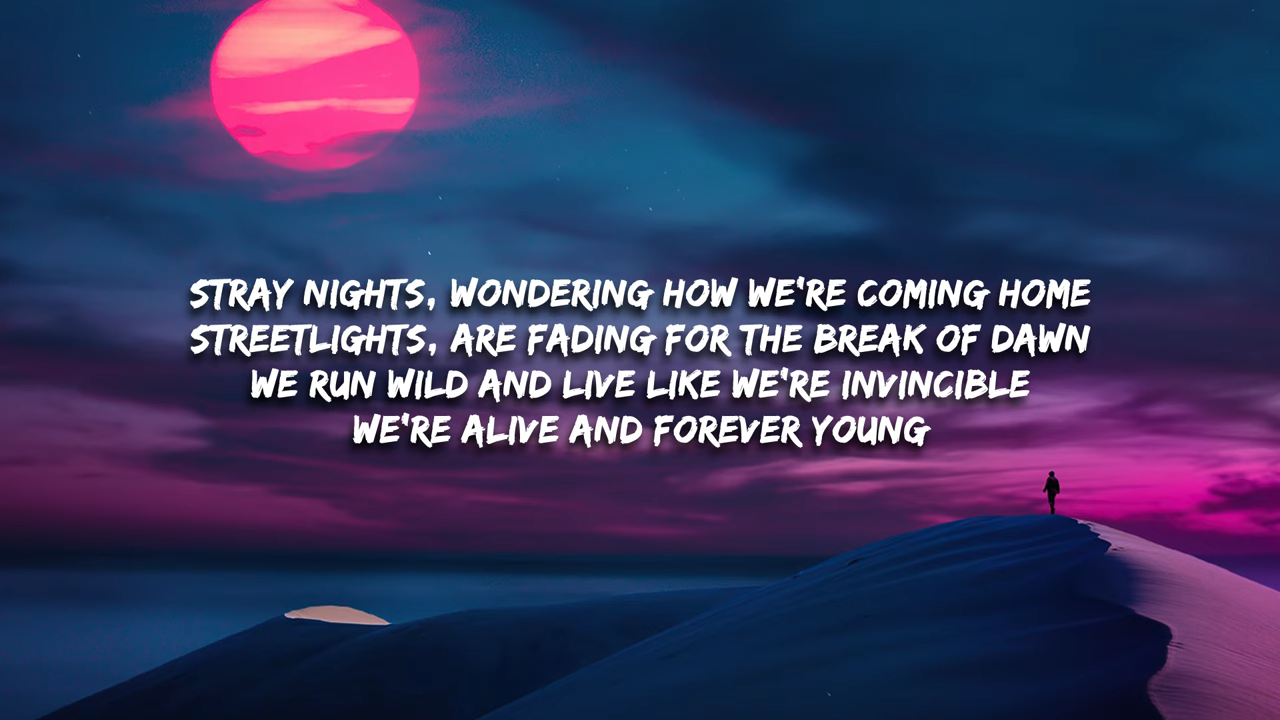 STRAY NIGHTS, WONDERING HOW WE'RE COMING HOME
STREETLIGHTS, ARE FADING FOR THE BREAK OF DAWN
WE RUN WILD AND LIVE LIKE WE'RE INVINCIBLE
WE'RE ALIVE AND FOREVER YOUNG